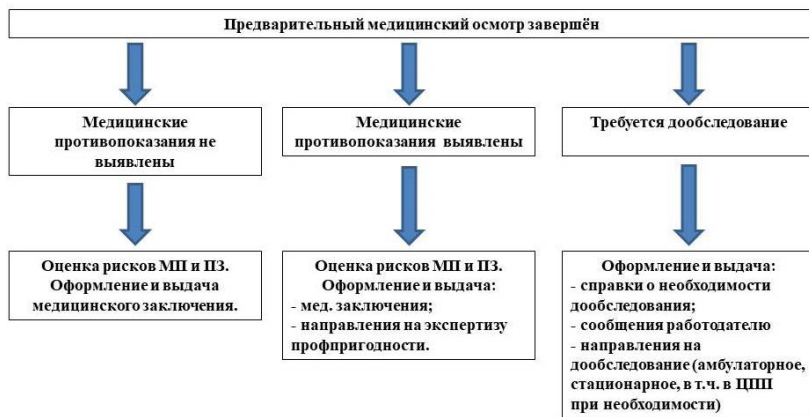 Предварительный медицинский осмотр завершён
Медицинские
противопоказания не
выявлены
Медицинские
противопоказания выявлены
Требуется дообследование
Оценка рисков МП и ПЗ.
Оформление и выдача
медицинского заключения.
Оценка рисков МП и ПЗ.
Оформление и выдача:
- мед. заключения;
- направления на экспертизу
профпригодности.
Оформление и выдача:
- справки о необходимости
дообследования;
- сообщения работодателю
- направления на
дообследование (амбулаторное,
стационарное, в т.ч. в ЦПП
при необходимости)